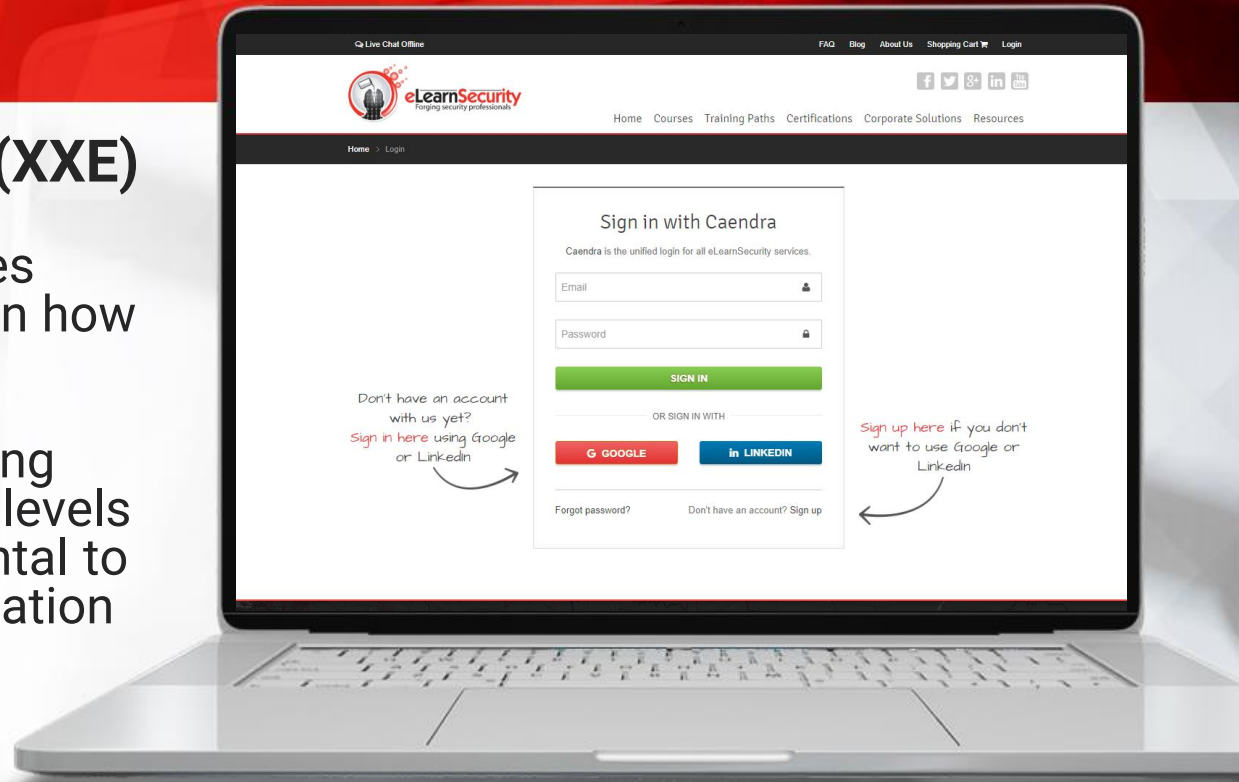 (XXE)
es
n how
ng
levels
ntal to
ation
Live Chat Offline
FAQ Blog About Us Shopping Cart Login
eLearnSecurity
Forging security professionals
Home Courses Training Paths Certifications Corporate Solutions Resources
Home > Login
Sign in with Caendra
Caendra is the unified login for all eLearnSecurity services.
Email
Password
SIGN IN
OR SIGN IN WITH
G GOOGLE
in LINKEDIN
Forgot password?
Don't have an account? Sign up
Don't have an account
with us yet?
Sign in here using Google
or LinkedIn
Sign up here if you don't
want to use Google or
LinkedIn